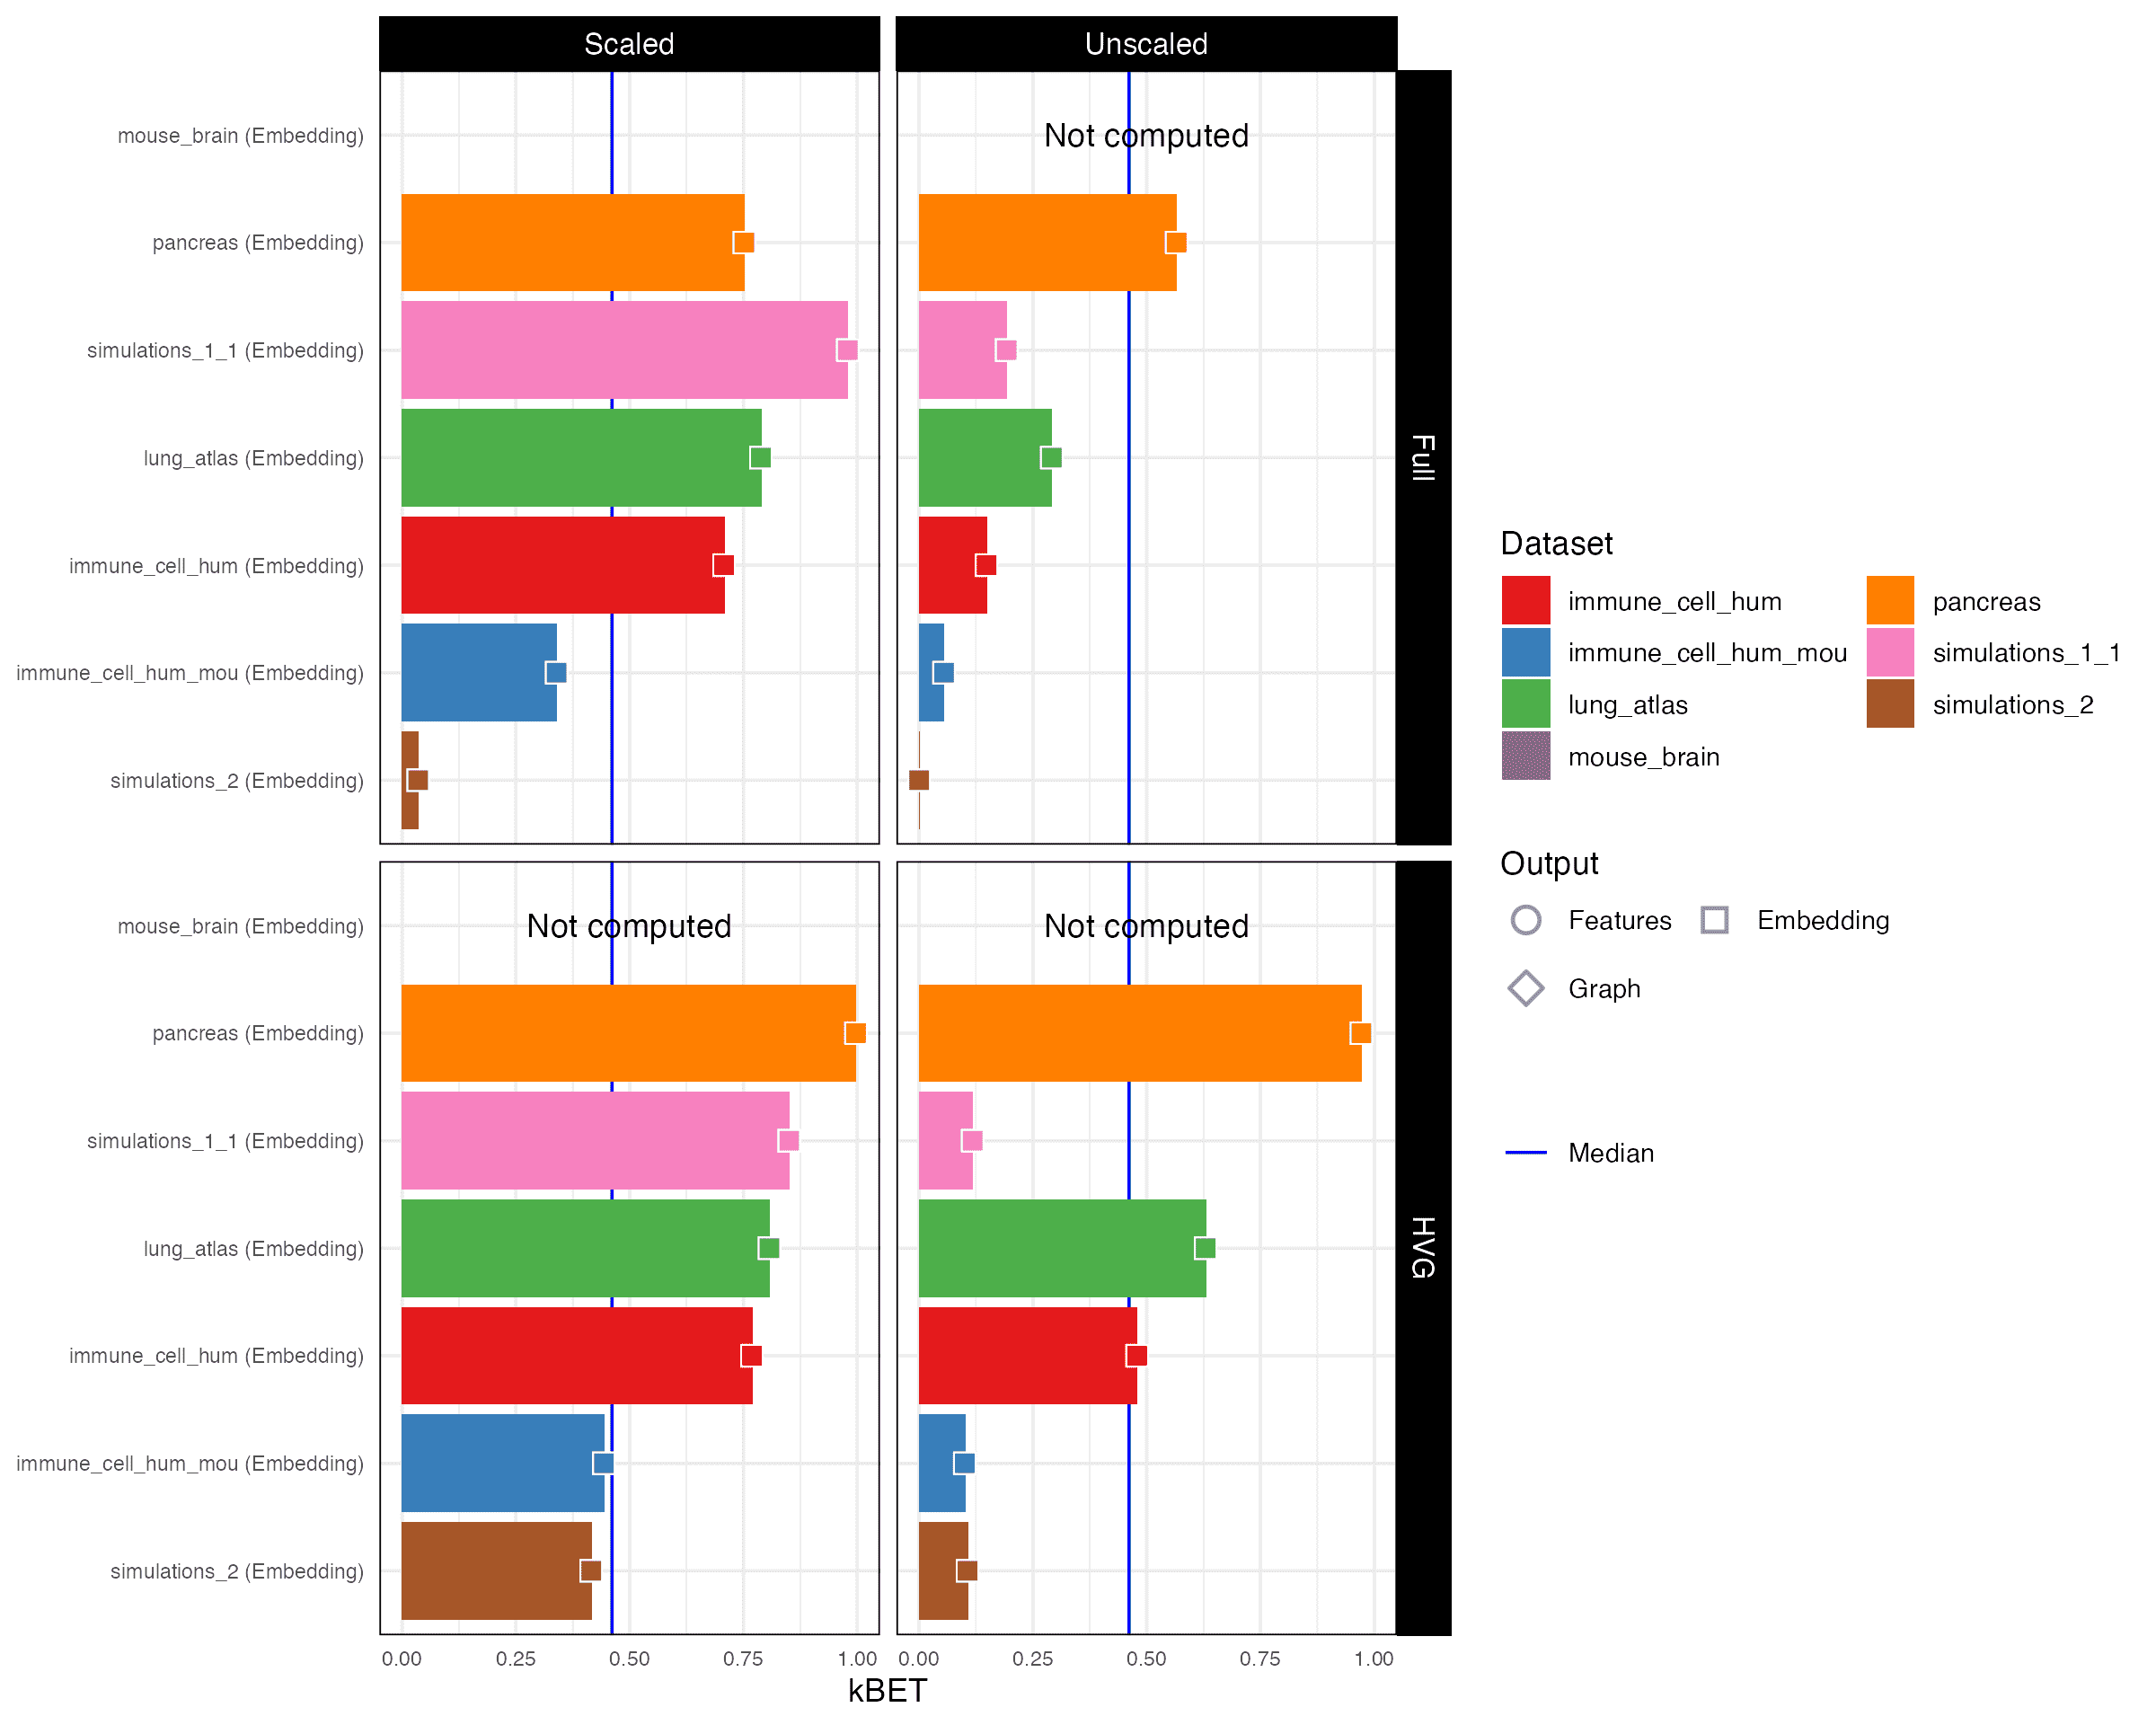 Scaled
Unscaled
mouse_brain (Embedding)
Not computed
pancreas (Embedding)
simulations_1_1 (Embedding)
lung_atlas (Embedding)
immune_cell_hum (Embedding)
immune_cell_hum_mou (Embedding)
simulations_2 (Embedding)
Full
mouse_brain (Embedding)
Not computed
Not computed
pancreas (Embedding)
simulations_1_1 (Embedding)
lung_atlas (Embedding)
immune_cell_hum (Embedding)
immune_cell_hum_mou (Embedding)
simulations_2 (Embedding)
HVG
0.00 0.25 0.50 0.75 1.00
0.00 0.25 0.50 0.75 1.00
kBET
Dataset
immune_cell_hum
immune_cell_hum_mou
lung_atlas
mouse_brain
pancreas
simulations_1_1
simulations_2
Output
Features
Embedding
Graph
Median